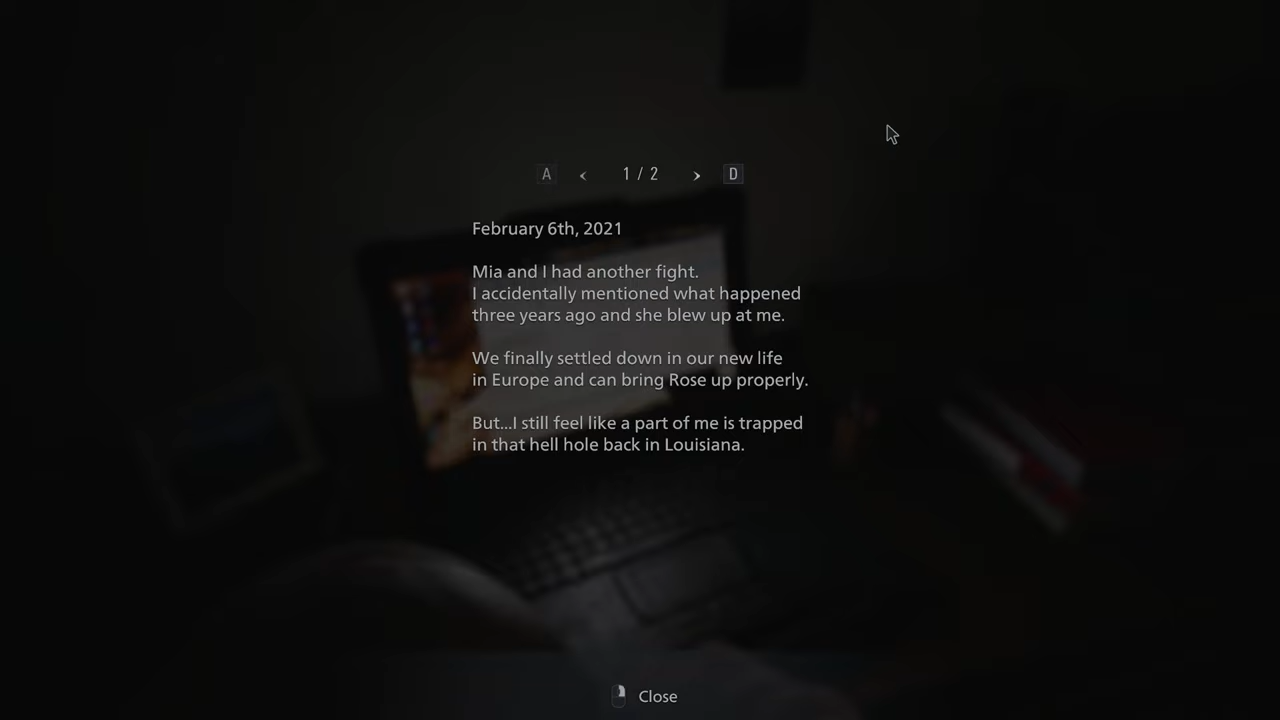 A < 1 / 2 > D
February 6th, 2021
Mia and I had another fight.
I accidentally mentioned what happened
three years ago and she blew up at me.
We finally settled down in our new life
in Europe and can bring Rose up properly.
But...I still feel like a part of me is trapped
in that hell hole back in Louisiana.
Close